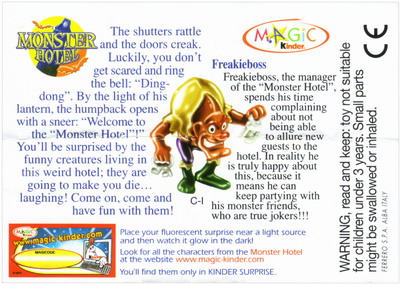 MONSTER
HOTEL
The shutters rattle
and the doors creak.
Luckily, you don't
get scared and ring
the bell: "Ding-
dong". By the light of his
lantern, the humpback opens
with a sneer: "Welcome to
the "Monster Hotel"!"
You'll be surprised by the
funny creatures living in
this weird hotel; they are
going to make you die...
laughing! Come on, come and
have fun with them!
MAGiC
Kinder
Freakieboss
Freakieboss, the manager
of the "Monster Hotel",
spends his time
complaining about
not being
able to
allow new guests
to the
hotel. In reality he
is truly happy about
this, because it
means he can
keep partying with
his monster friends,
who are true jokers!!!
C-I
CE
WARNING, read and keep: toy not suitable
for children under 3 years. Small parts
might be swallowed or inhaled.
FERRERO S.P.A. ALBA ITALY
www.magic-kinder.com
MAGICODE
Place your fluorescent surprise near a light source
and then watch it glow in the dark!
Look for all the characters from the Monster Hotel
at the website www.magic-kinder.com
You'll find them only in KINDER SURPRISE.